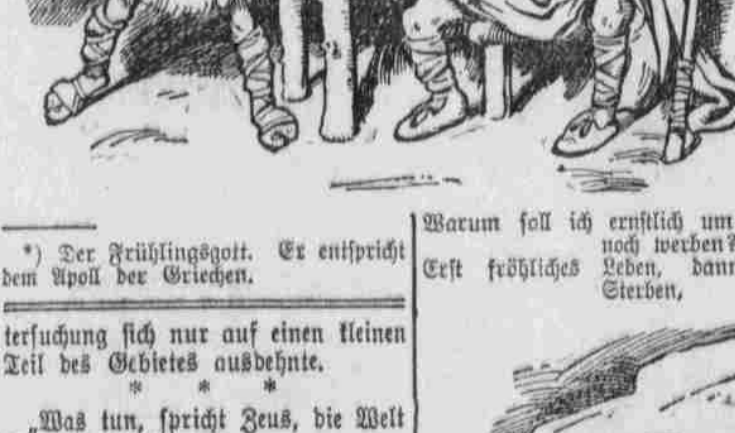 *) Der Frühlingsgott. Er entspricht
dem Apoll der Griechen.
tersuchung sich nur auf einen kleinen
Teil des Gebietes ausdehnte.
* * *
„Was tun, spricht Zeus, die Welt
Warum soll ich ernstlich um
noch werben?
Erst fröhliches Leben, dann
Sterben,